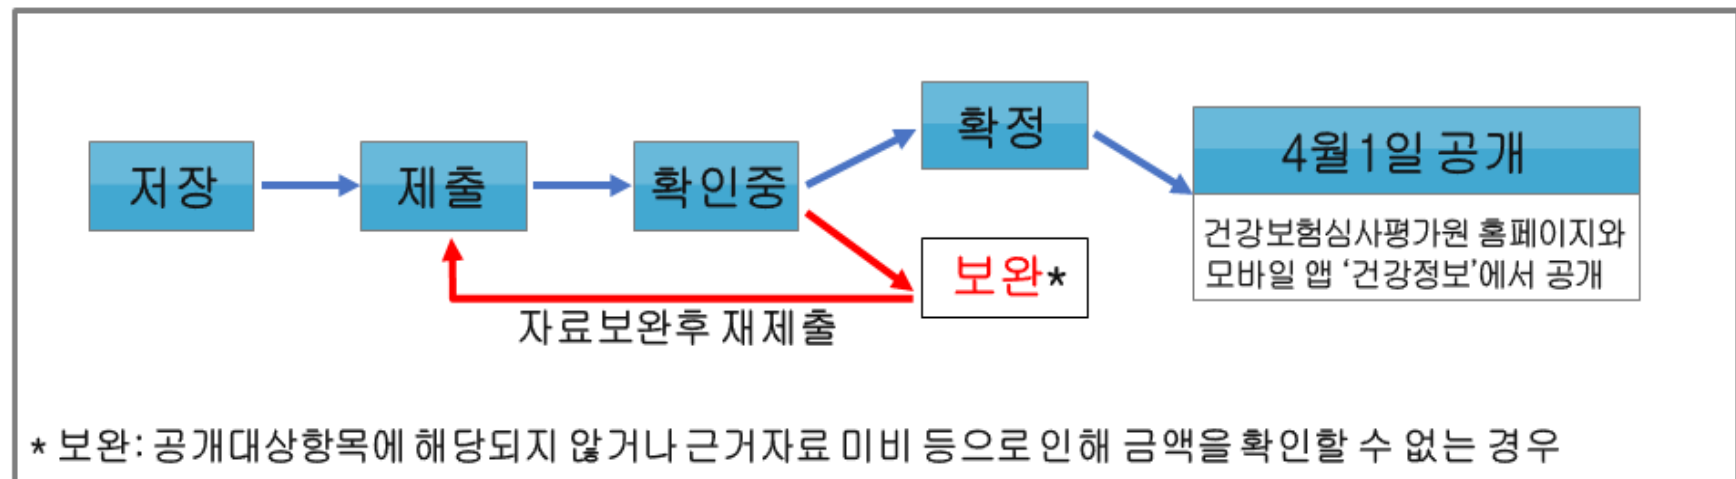 저장
제출
확인중
확정
4월1일 공개
건강보험심사평가원 홈페이지와
모바일 앱 ‘건강정보’에서 공개
보완*
자료보완후 재제출
* 보완: 공개대상항목에 해당되지 않거나 근거자료 미비 등으로 인해 금액을 확인할 수 없는 경우